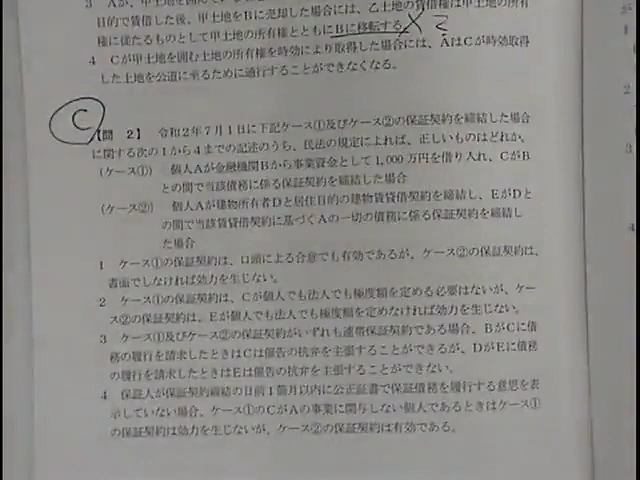 目的で賃借した後、甲土地をBに売却した場合には、乙土地の賃借権は甲土地の所有
権に従たるものとして甲土地の所有権とともにBに移転する。
4 Cが甲土地を囲む土地の所有権を時効により取得した場合には、AはCが時効取得
した土地を公道に至るために通行することができなくなる。
C
【問 2】 令和2年7月1日に下記ケース①及びケース②の保証契約を締結した場合
に関する次の1から4までの記述のうち、民法の規定によれば、正しいものはどれか。
(ケース①) 個人Aが金融機関Bから事業資金として1,000万円を借り入れ、CがB
との間で当該債務に係る保証契約を締結した場合
(ケース②) 個人Aが建物所有者Dと居住目的の建物賃貸借契約を締結し、EがDと
の間で当該賃貸借契約に基づくAの一切の債務に係る保証契約を締結し
た場合
1 ケース①の保証契約は、口頭による合意でも有効であるが、ケース②の保証契約は、
書面でしなければ効力を生じない。
2 ケース①の保証契約は、Cが個人でも法人でも極度額を定める必要はないが、ケー
ス②の保証契約は、Eが個人でも法人でも極度額を定めなければ効力を生じない。
3 ケース①及びケース②の保証契約がいずれも連帯保証契約である場合、BがCに債
務の履行を請求したときはCは催告の抗弁を主張することができるが、DがEに債務
の履行を請求したときはEは催告の抗弁を主張することができない。
4 保証人が保証契約締結の日前1箇月以内に公正証書で保証債務を履行する意思を表
示していない場合、ケース①のCがAの事業に関与しない個人であるときはケース①
の保証契約は効力を生じないが、ケース②の保証契約は有効である。